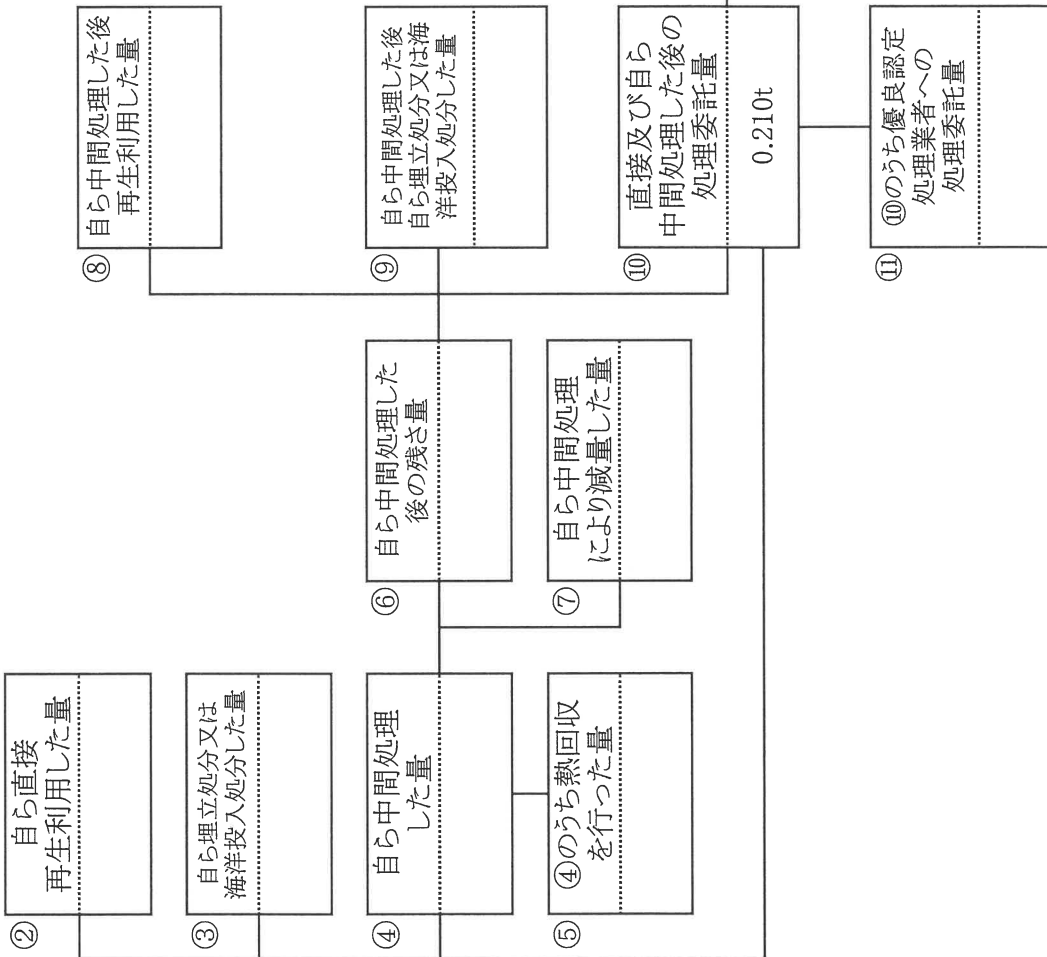 ②
自ら直接
再生利用した量
③
自ら埋立処分又は
海洋投入処分した量
④
自ら中間処理
した量
⑤
④のうち熱回収
を行った量
⑥
自ら中間処理した
後の残さ量
⑦
自ら中間処理
により減量した量
⑧
自ら中間処理した後
再生利用した量
⑨
自ら中間処理した後
自ら埋立処分又は海
洋投入処分した量
⑩
直接及び自ら
中間処理した後の
処理委託量
0.210t
⑪
⑩のうち優良認定
処理業者への
処理委託量